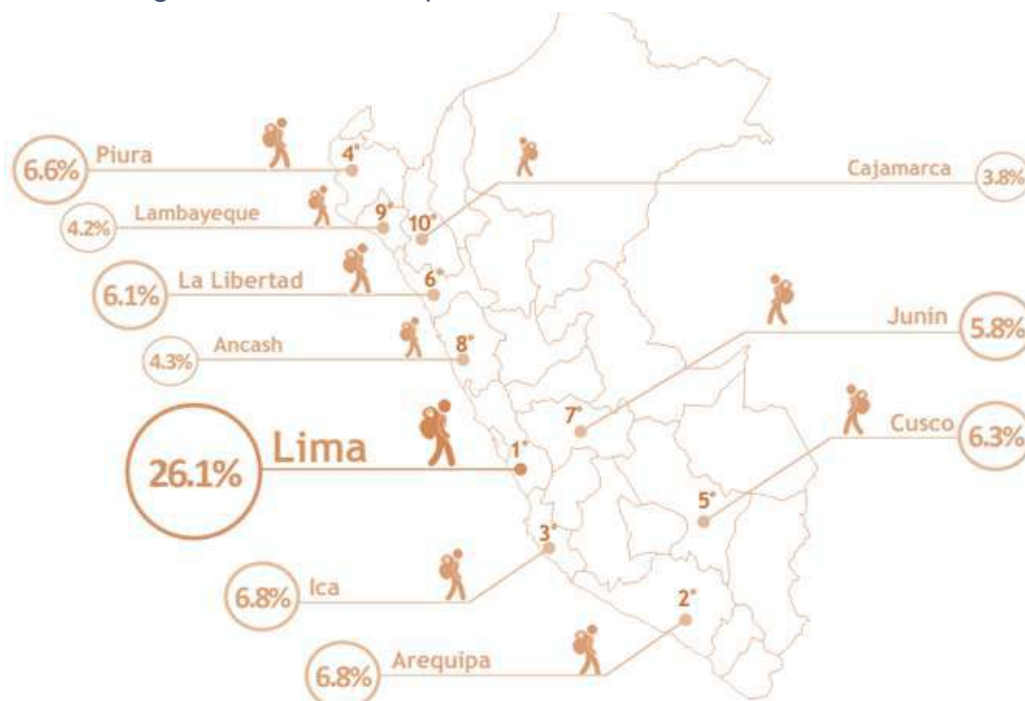 4°
Piura
6.6%
Cajamarca
3.8%
Lambayeque
4.2%
9°
10°
La Libertad
6.1%
6°
Junín
5.8%
Ancash
4.3%
8°
7°
Cusco
6.3%
Lima
26.1%
1°
5°
3°
Ica
6.8%
2°
Arequipa
6.8%